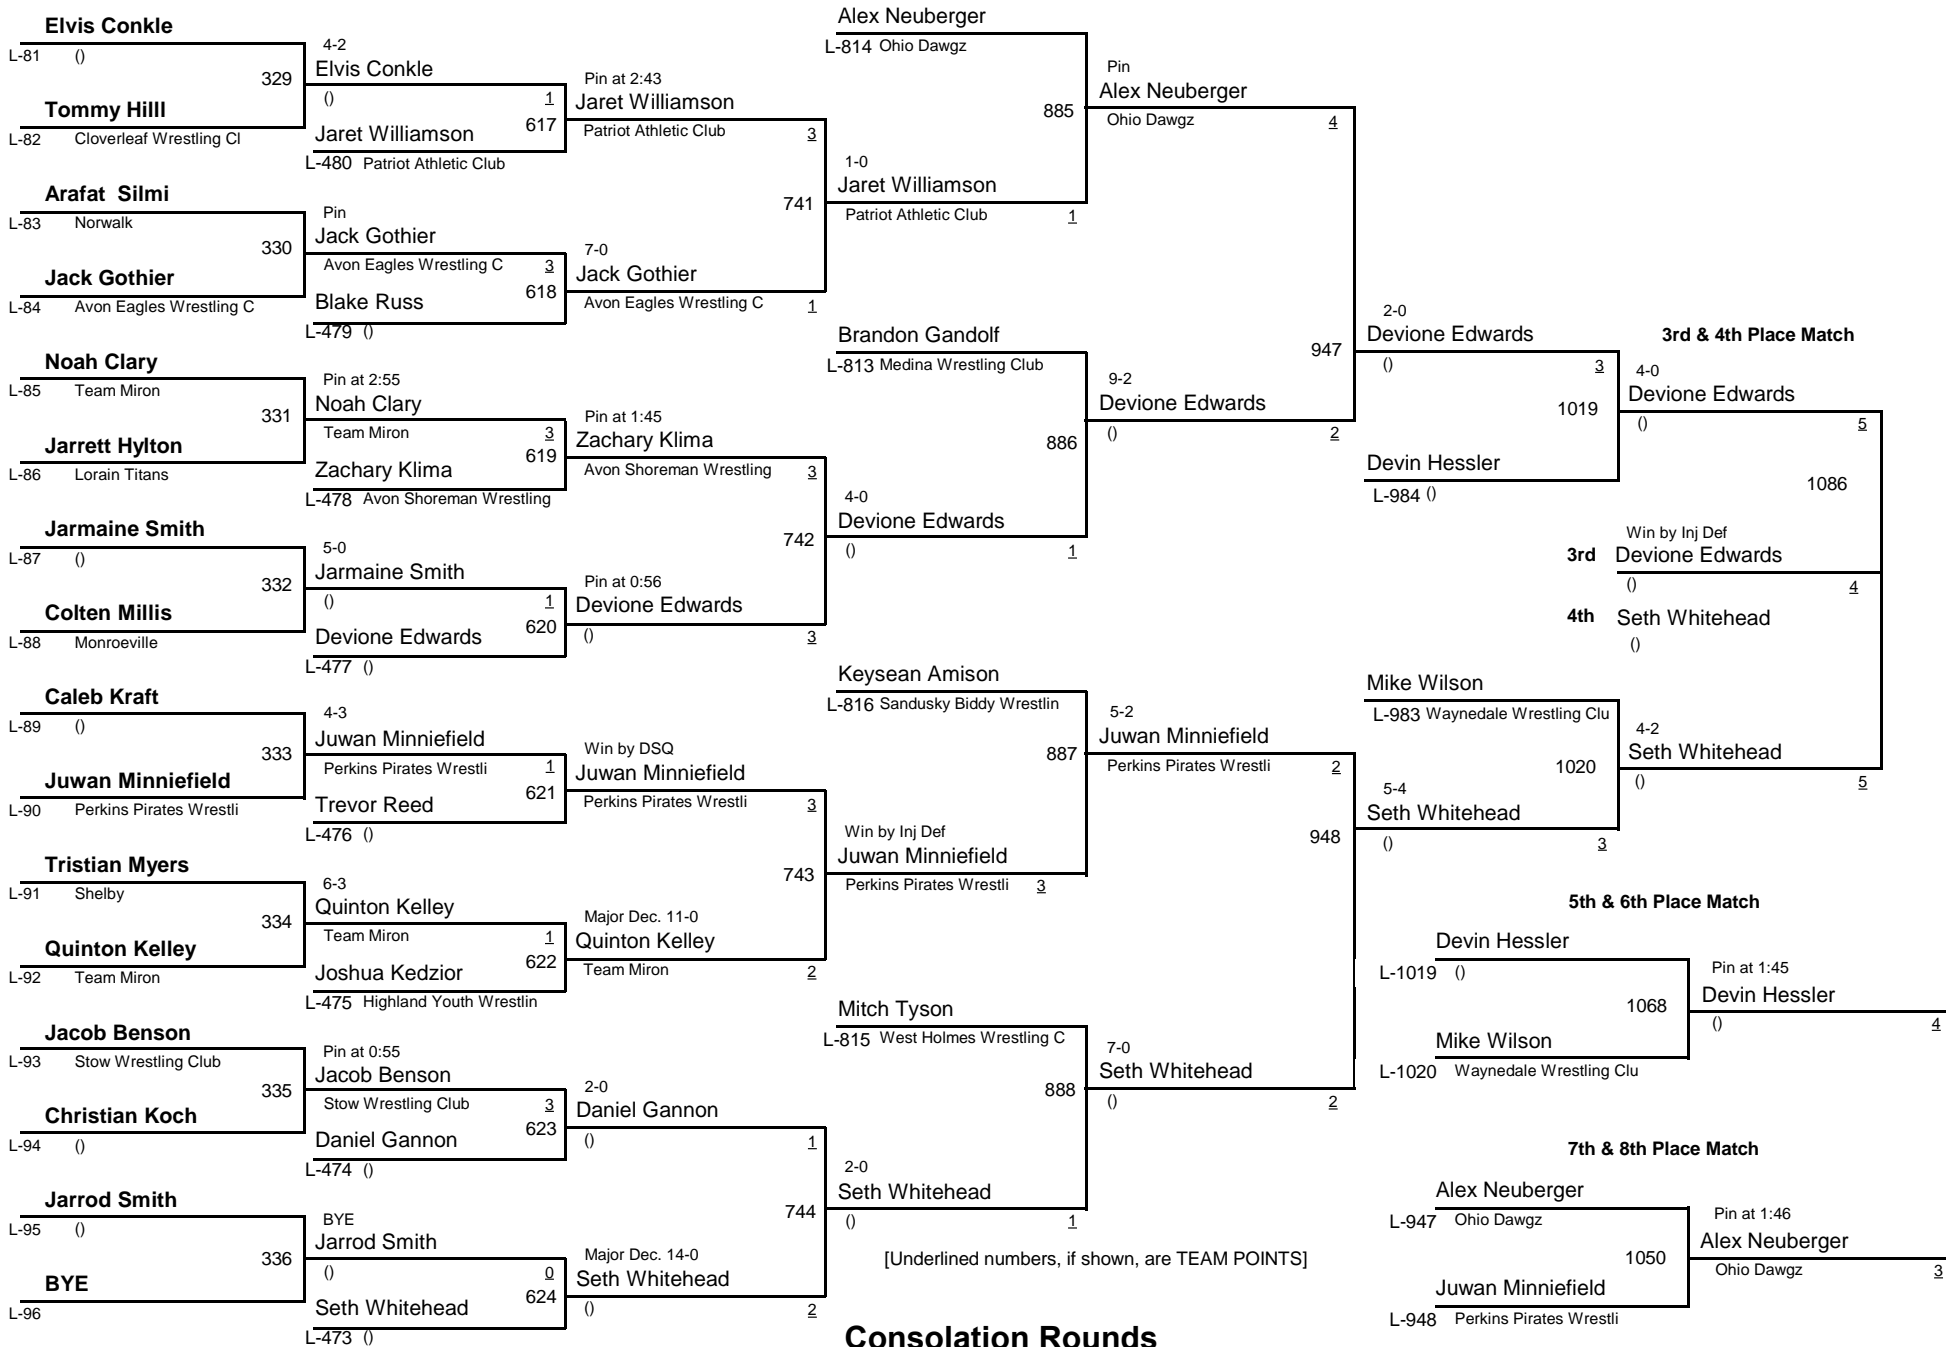 Elvis Conkle
L-81 ()
329
Tommy Hilll
L-82 Cloverleaf Wrestling Cl
Arafat Silmi
L-83 Norwalk
330
Jack Gothier
L-84 Avon Eagles Wrestling C
Noah Clary
L-85 Team Miron
331
Jarrett Hylton
L-86 Lorain Titans
Jarmaine Smith
L-87 ()
332
Colten Millis
L-88 Monroeville
Caleb Kraft
L-89 ()
333
Juwan Minniefield
L-90 Perkins Pirates Wrestli
Tristian Myers
L-91 Shelby
334
Quinton Kelley
L-92 Team Miron
Jacob Benson
L-93 Stow Wrestling Club
335
Christian Koch
L-94 ()
Jarrod Smith
L-95 ()
336
BYE
L-96
4-2
Elvis Conkle
() 1
617
Jaret Williamson
L-480 Patriot Athletic Club
Pin
Jack Gothier
Avon Eagles Wrestling C 3
618
Blake Russ
L-479 ()
Pin at 2:55
Noah Clary
Team Miron 3
619
Zachary Klima
L-478 Avon Shoreman Wrestling
5-0
Jarmaine Smith
() 1
620
Devione Edwards
L-477 ()
4-3
Juwan Minniefield
Perkins Pirates Wrestli 1
621
Trevor Reed
L-476 ()
6-3
Quinton Kelley
Team Miron 1
622
Joshua Kedzior
L-475 Highland Youth Wrestlin
Pin at 0:55
Jacob Benson
Stow Wrestling Club 3
623
Daniel Gannon
L-474 ()
BYE
Jarrod Smith
() 0
624
Seth Whitehead
L-473 ()
Pin at 2:43
Jaret Williamson
Patriot Athletic Club 3
741
7-0
Jack Gothier
Avon Eagles Wrestling C 1
Pin at 1:45
Zachary Klima
Avon Shoreman Wrestling 3
742
Pin at 0:56
Devione Edwards
() 3
Win by DSQ
Juwan Minniefield
Perkins Pirates Wrestli 3
743
Major Dec. 11-0
Quinton Kelley
Team Miron 2
2-0
Daniel Gannon
() 1
744
Major Dec. 14-0
Seth Whitehead
() 2
Alex Neuberger
L-814 Ohio Dawgz
885
1-0
Jaret Williamson
Patriot Athletic Club 1
Brandon Gandolf
L-813 Medina Wrestling Club
886
4-0
Devione Edwards
() 1
Keysean Amison
L-816 Sandusky Biddy Wrestlin
887
Win by Inj Def
Juwan Minniefield
Perkins Pirates Wrestli 3
Mitch Tyson
L-815 West Holmes Wrestling C
888
2-0
Seth Whitehead
() 1
[Underlined numbers, if shown, are TEAM POINTS]
Consolation Rounds
Pin
Alex Neuberger
Ohio Dawgz 4
947
9-2
Devione Edwards
() 2
5-2
Juwan Minniefield
Perkins Pirates Wrestli 2
948
7-0
Seth Whitehead
() 2
2-0
Devione Edwards
() 3
1019
Devin Hessler
L-984 ()
Mike Wilson
L-983 Waynedale Wrestling Clu
1020
5-4
Seth Whitehead
() 3
3rd & 4th Place Match
4-0
Devione Edwards
() 5
1086
Win by Inj Def
3rd Devione Edwards
() 4
4th Seth Whitehead
()
4-2
Seth Whitehead
() 5
5th & 6th Place Match
Devin Hessler
L-1019 ()
1068
Mike Wilson
L-1020 Waynedale Wrestling Clu
Pin at 1:45
Devin Hessler
() 4
7th & 8th Place Match
Alex Neuberger
L-947 Ohio Dawgz
1050
Juwan Minniefield
L-948 Perkins Pirates Wrestli
Pin at 1:46
Alex Neuberger
Ohio Dawgz 3